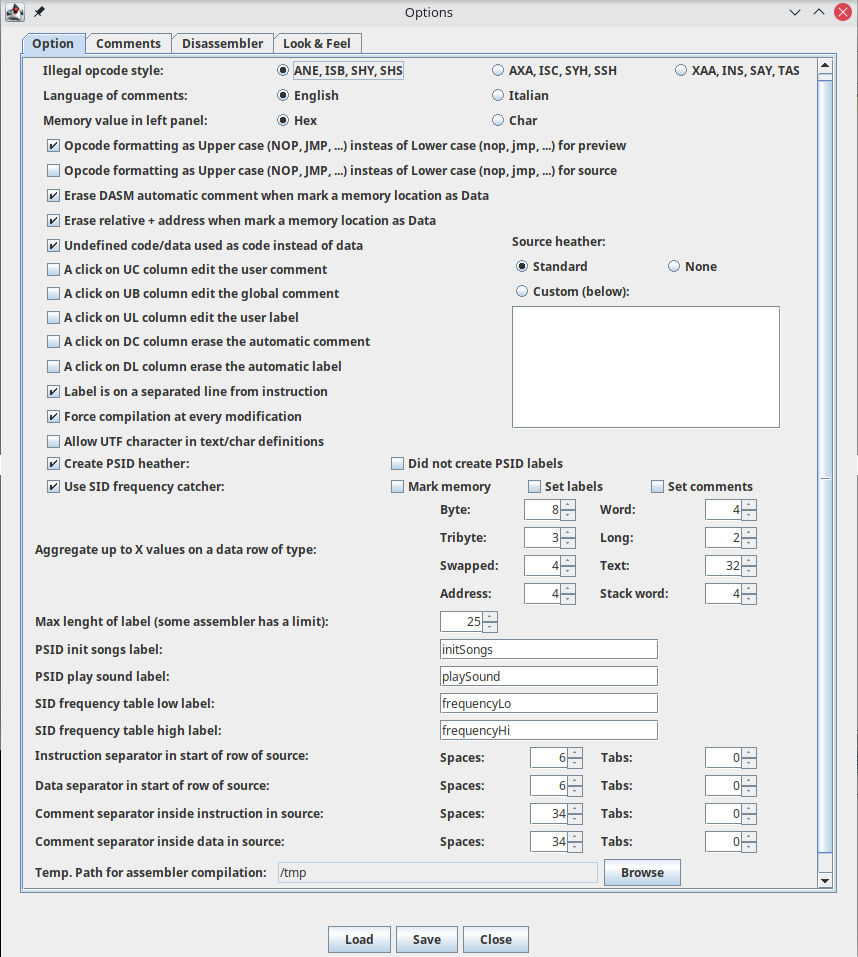 Options
Option Comments Disassembler Look & Feel
Illegal opcode style: ANE, ISB, SHY, SHS AXA, ISC, SYH, SSH XAA, INS, SAY, TAS
Language of comments: English Italian
Memory value in left panel: Hex Char
Opcode formatting as Upper case (NOP, JMP, ...) insteas of Lower case (nop, jmp, ...) for preview
Opcode formatting as Upper case (NOP, JMP, ...) insteas of Lower case (nop, jmp, ...) for source
Erase DASM automatic comment when mark a memory location as Data
Erase relative + address when mark a memory location as Data
Undefined code/data used as code instead of data
A click on UC column edit the user comment
A click on UB column edit the global comment
A click on UL column edit the user label
A click on DC column erase the automatic comment
A click on DL column erase the automatic label
Label is on a separated line from instruction
Force compilation at every modification
Allow UTF character in text/char definitions
Source heather:
Standard None
Custom (below):
Create PSID heather: Did not create PSID labels
Use SID frequency catcher: Mark memory Set labels Set comments
Aggregate up to X values on a data row of type:
Byte: 8 Word: 4
Tribyte: 3 Long: 2
Swapped: 4 Text: 32
Address: 4 Stack word: 4
Max lenght of label (some assembler has a limit): 25
PSID init songs label: initSongs
PSID play sound label: playSound
SID frequency table low label: frequencyLo
SID frequency table high label: frequencyHi
Instruction separator in start of row of source: Spaces: 6 Tabs: 0
Data separator in start of row of source: Spaces: 6 Tabs: 0
Comment separator inside instruction in source: Spaces: 34 Tabs: 0
Comment separator inside data in source: Spaces: 34 Tabs: 0
Temp. Path for assembler compilation: /tmp Browse
Load Save Close